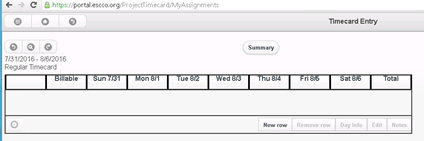 https://portal.escco.org/ProjectTimecard/MyAssignments
Timecard Entry
Summary
7/31/2016 - 8/6/2016
Regular Timecard
Billable Sun 7/31 Mon 8/1 Tue 8/2 Wed 8/3 Thu 8/4 Fri 8/5 Sat 8/6 Total
New row Remove row Day Info Edit Notes